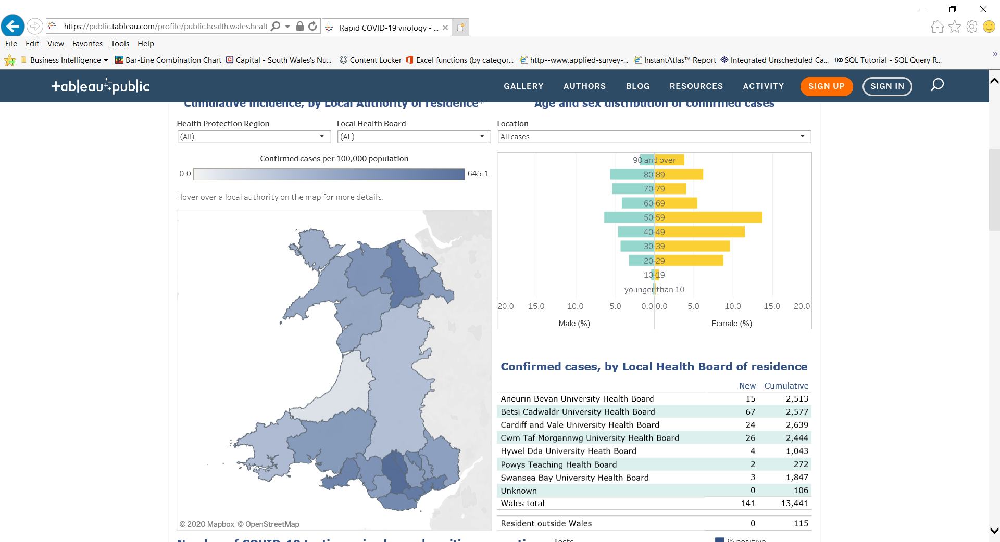 https://public.tableau.com/profile/public.health.wales.healt
Rapid COVID-19 virology - ...
File Edit View Favorites Tools Help
Business Intelligence Bar-Line Combination Chart Capital - South Wales's Nu... Content Locker Excel functions (by categor... http--www.applied-survey-... InstantAtlas™ Report Integrated Unscheduled Ca... 1KD SQL Tutorial - SQL Query R...
tableau public GALLERY AUTHORS BLOG RESOURCES ACTIVITY SIGN UP SIGN IN
Cumulative incidence, by Local Authority of residence
Health Protection Region Local Health Board
(All) (All)
Confirmed cases per 100,000 population
0.0 645.1
Hover over a local authority on the map for more details:
© 2020 Mapbox © OpenStreetMap
Age and sex distribution of confirmed cases
Location
All cases
90 and over
80-89
70-79
60-69
50-59
40-49
30-39
20-29
10-19
younger than 10
20.0 15.0 10.0 5.0 0.0 0.0 5.0 10.0 15.0 20.0
Male (%) Female (%)
Confirmed cases, by Local Health Board of residence
New Cumulative
Aneurin Bevan University Health Board 15 2,513
Betsi Cadwaldr University Health Board 67 2,577
Cardiff and Vale University Health Board 24 2,639
Cwm Taf Morgannwg University Health Board 26 2,444
Hywel Dda University Heath Board 4 1,043
Powys Teaching Health Board 2 272
Swansea Bay University Health Board 3 1,847
Unknown 0 106
Wales total 141 13,441
Resident outside Wales 0 115
Number of COVID-19 testing
Tests
% positive